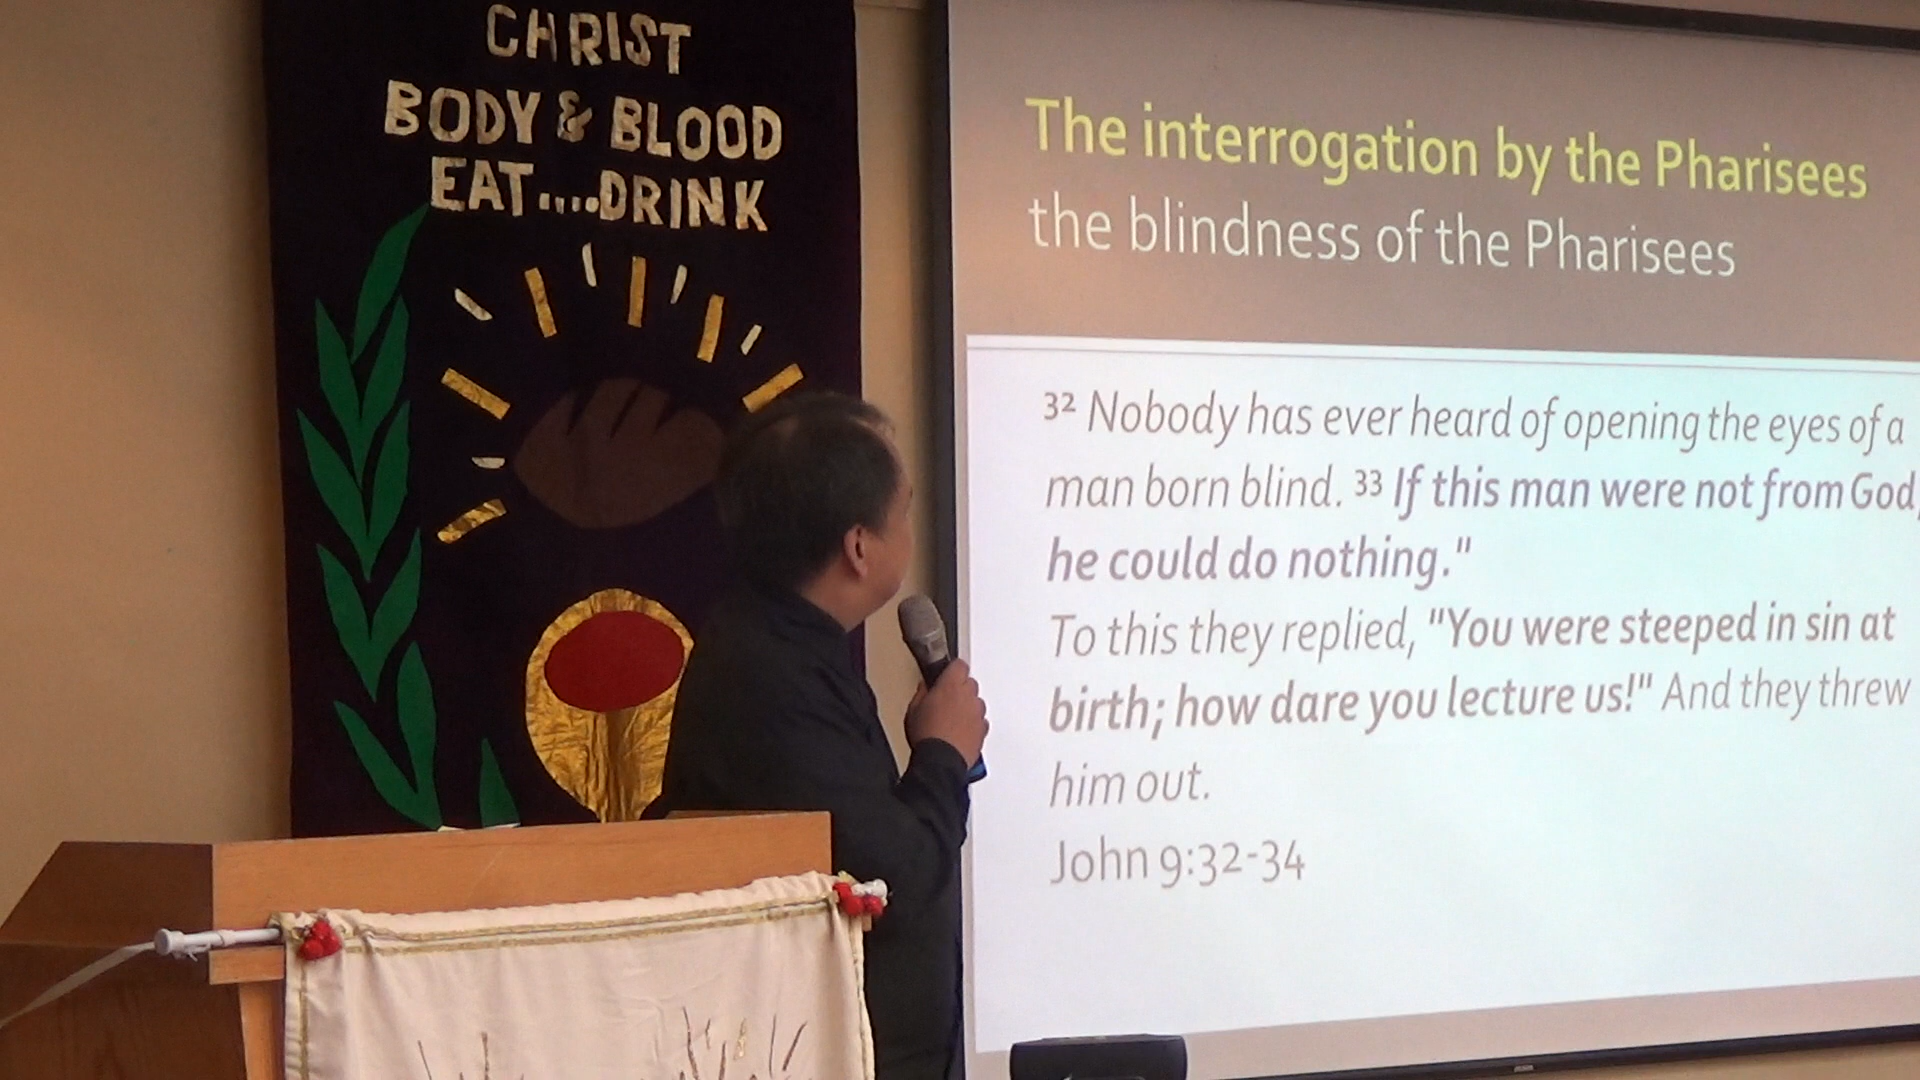 CHRIST
BODY & BLOOD
EAT....DRINK
The interrogation by the Pharisees
the blindness of the Pharisees
³² Nobody has ever heard of opening the eyes of a
man born blind. ³³ If this man were not from God,
he could do nothing."
To this they replied, "You were steeped in sin at
birth; how dare you lecture us!" And they threw
him out.
John 9:32-34